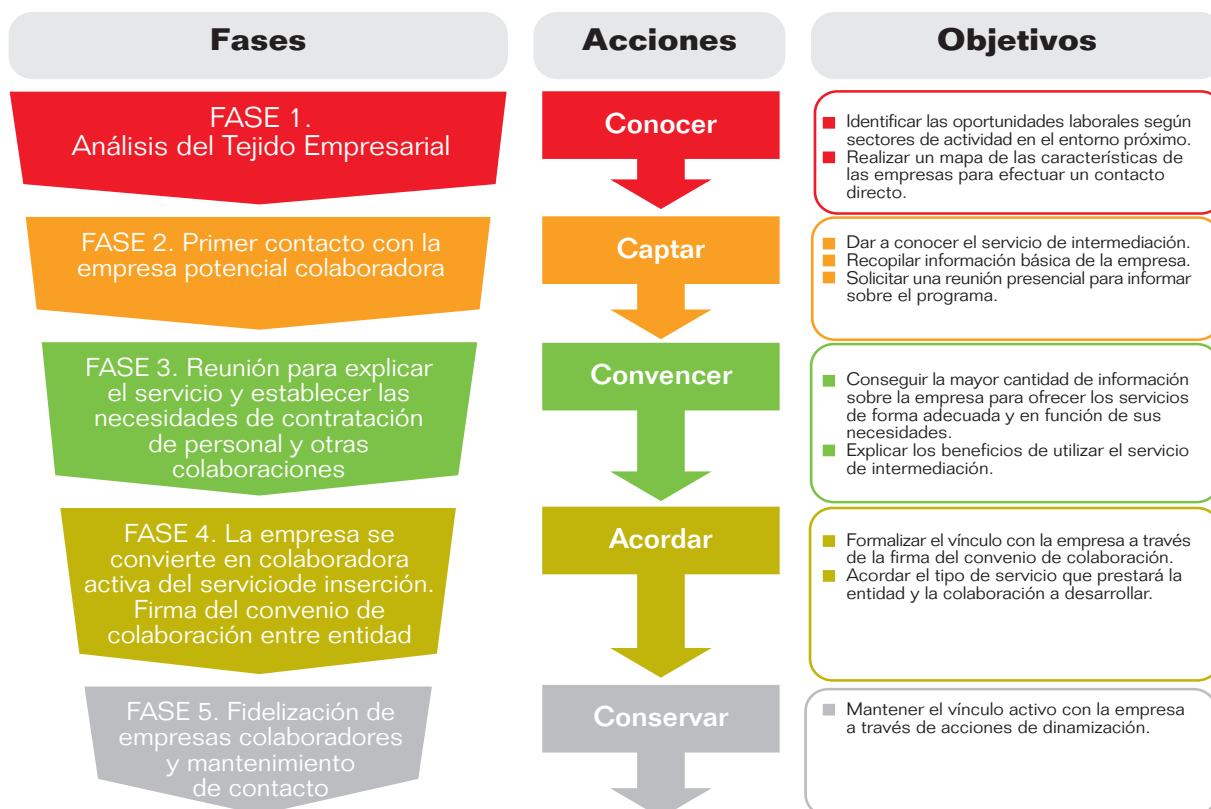 Fases
Acciones
Objetivos
FASE 1.
Análisis del Tejido Empresarial
Conocer
Identificar las oportunidades laborales según
sectores de actividad en el entorno próximo.
Realizar un mapa de las características de
las empresas para efectuar un contacto
directo.
FASE 2. Primer contacto con la
empresa potencial colaboradora
Captar
Dar a conocer el servicio de intermediación.
Recopilar información básica de la empresa.
Solicitar una reunión presencial para informar
sobre el programa.
FASE 3. Reunión para explicar
el servicio y establecer las
necesidades de contratación
de personal y otras
colaboraciones
Convencer
Conseguir la mayor cantidad de información
sobre la empresa para ofrecer los servicios
de forma adecuada y en función de sus
necesidades.
Explicar los beneficios de utilizar el servicio
de intermediación.
FASE 4. La empresa se
convierte en colaboradora
activa del serviciode inserción.
Firma del convenio de
colaboración entre entidad
Acordar
Formalizar el vínculo con la empresa a través
de la firma del convenio de colaboración.
Acordar el tipo de servicio que prestará la
entidad y la colaboración a desarrollar.
FASE 5. Fidelización de
empresas colaboradores
y mantenimiento
de contacto
Conservar
Mantener el vínculo activo con la empresa
a través de acciones de dinamización.